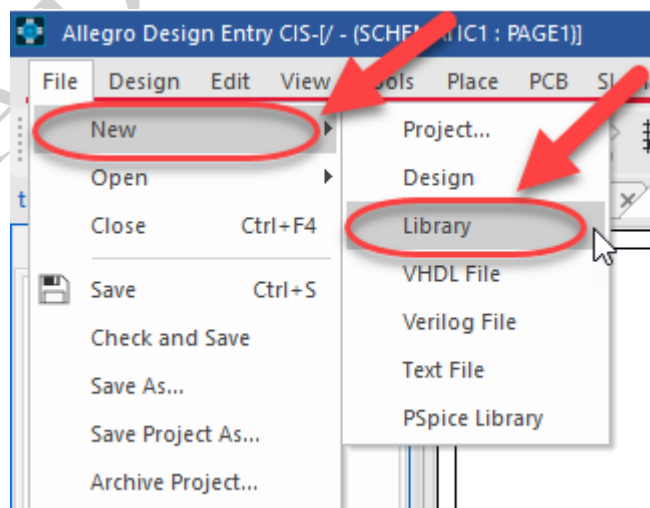 Allegro Design Entry CIS-[/ - (SCHEMATIC1 : PAGE1)]
File Design Edit View Tools Place PCB
New
Open
Close Ctrl+F4
Save Ctrl+S
Check and Save
Save As...
Save Project As...
Archive Project...
Project...
Design
Library
VHDL File
Verilog File
Text File
PSpice Library